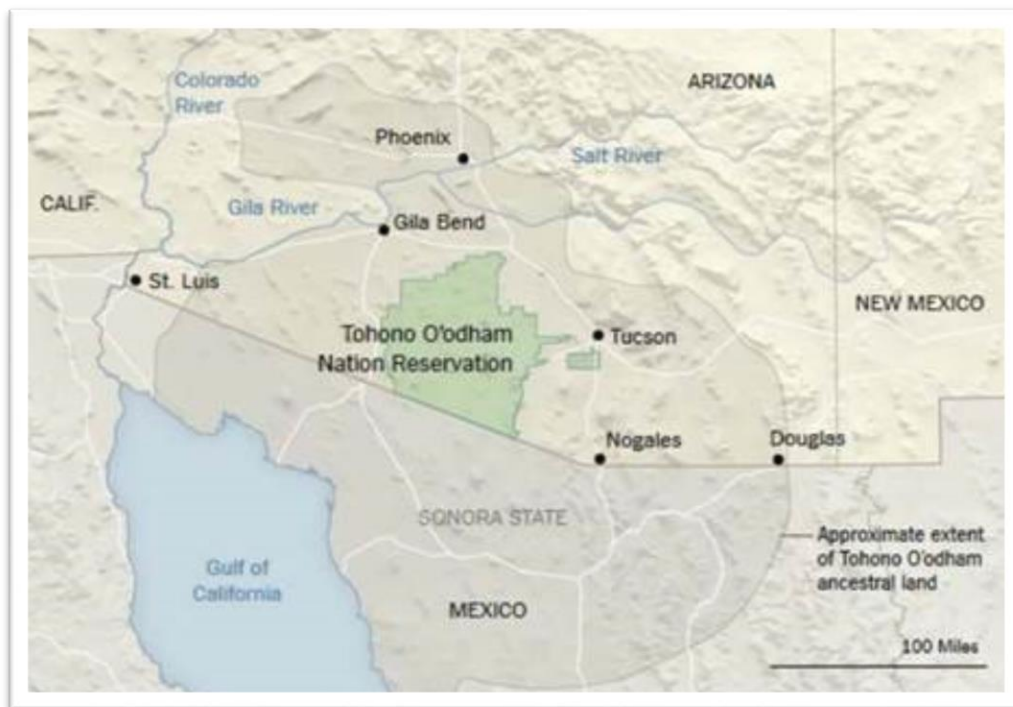 Colorado
River
ARIZONA
Phoenix
Salt River
CALIF.
Gila River
Gila Bend
St. Luis
NEW MEXICO
Tohono O'odham
Nation Reservation
Tucson
Nogales
Douglas
SONORA STATE
Approximate extent
of Tohono O'odham
ancestral land
Gulf of
California
MEXICO
100 Miles